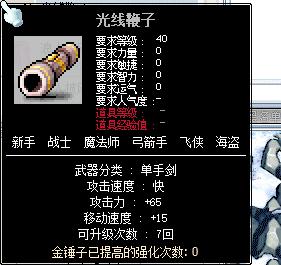 光线鞭子
要求等级: 40
要求力量: 0
要求敏捷: 0
要求智力: 0
要求运气: 0
要求人气度: -
道具等级: -
道具经验值: -
新手 战士 魔法师 弓箭手 飞侠 海盗
武器分类: 单手剑
攻击速度: 快
攻击力: +65
移动速度: +15
可升级次数: 7回
金锤子已提高的强化次数: 0